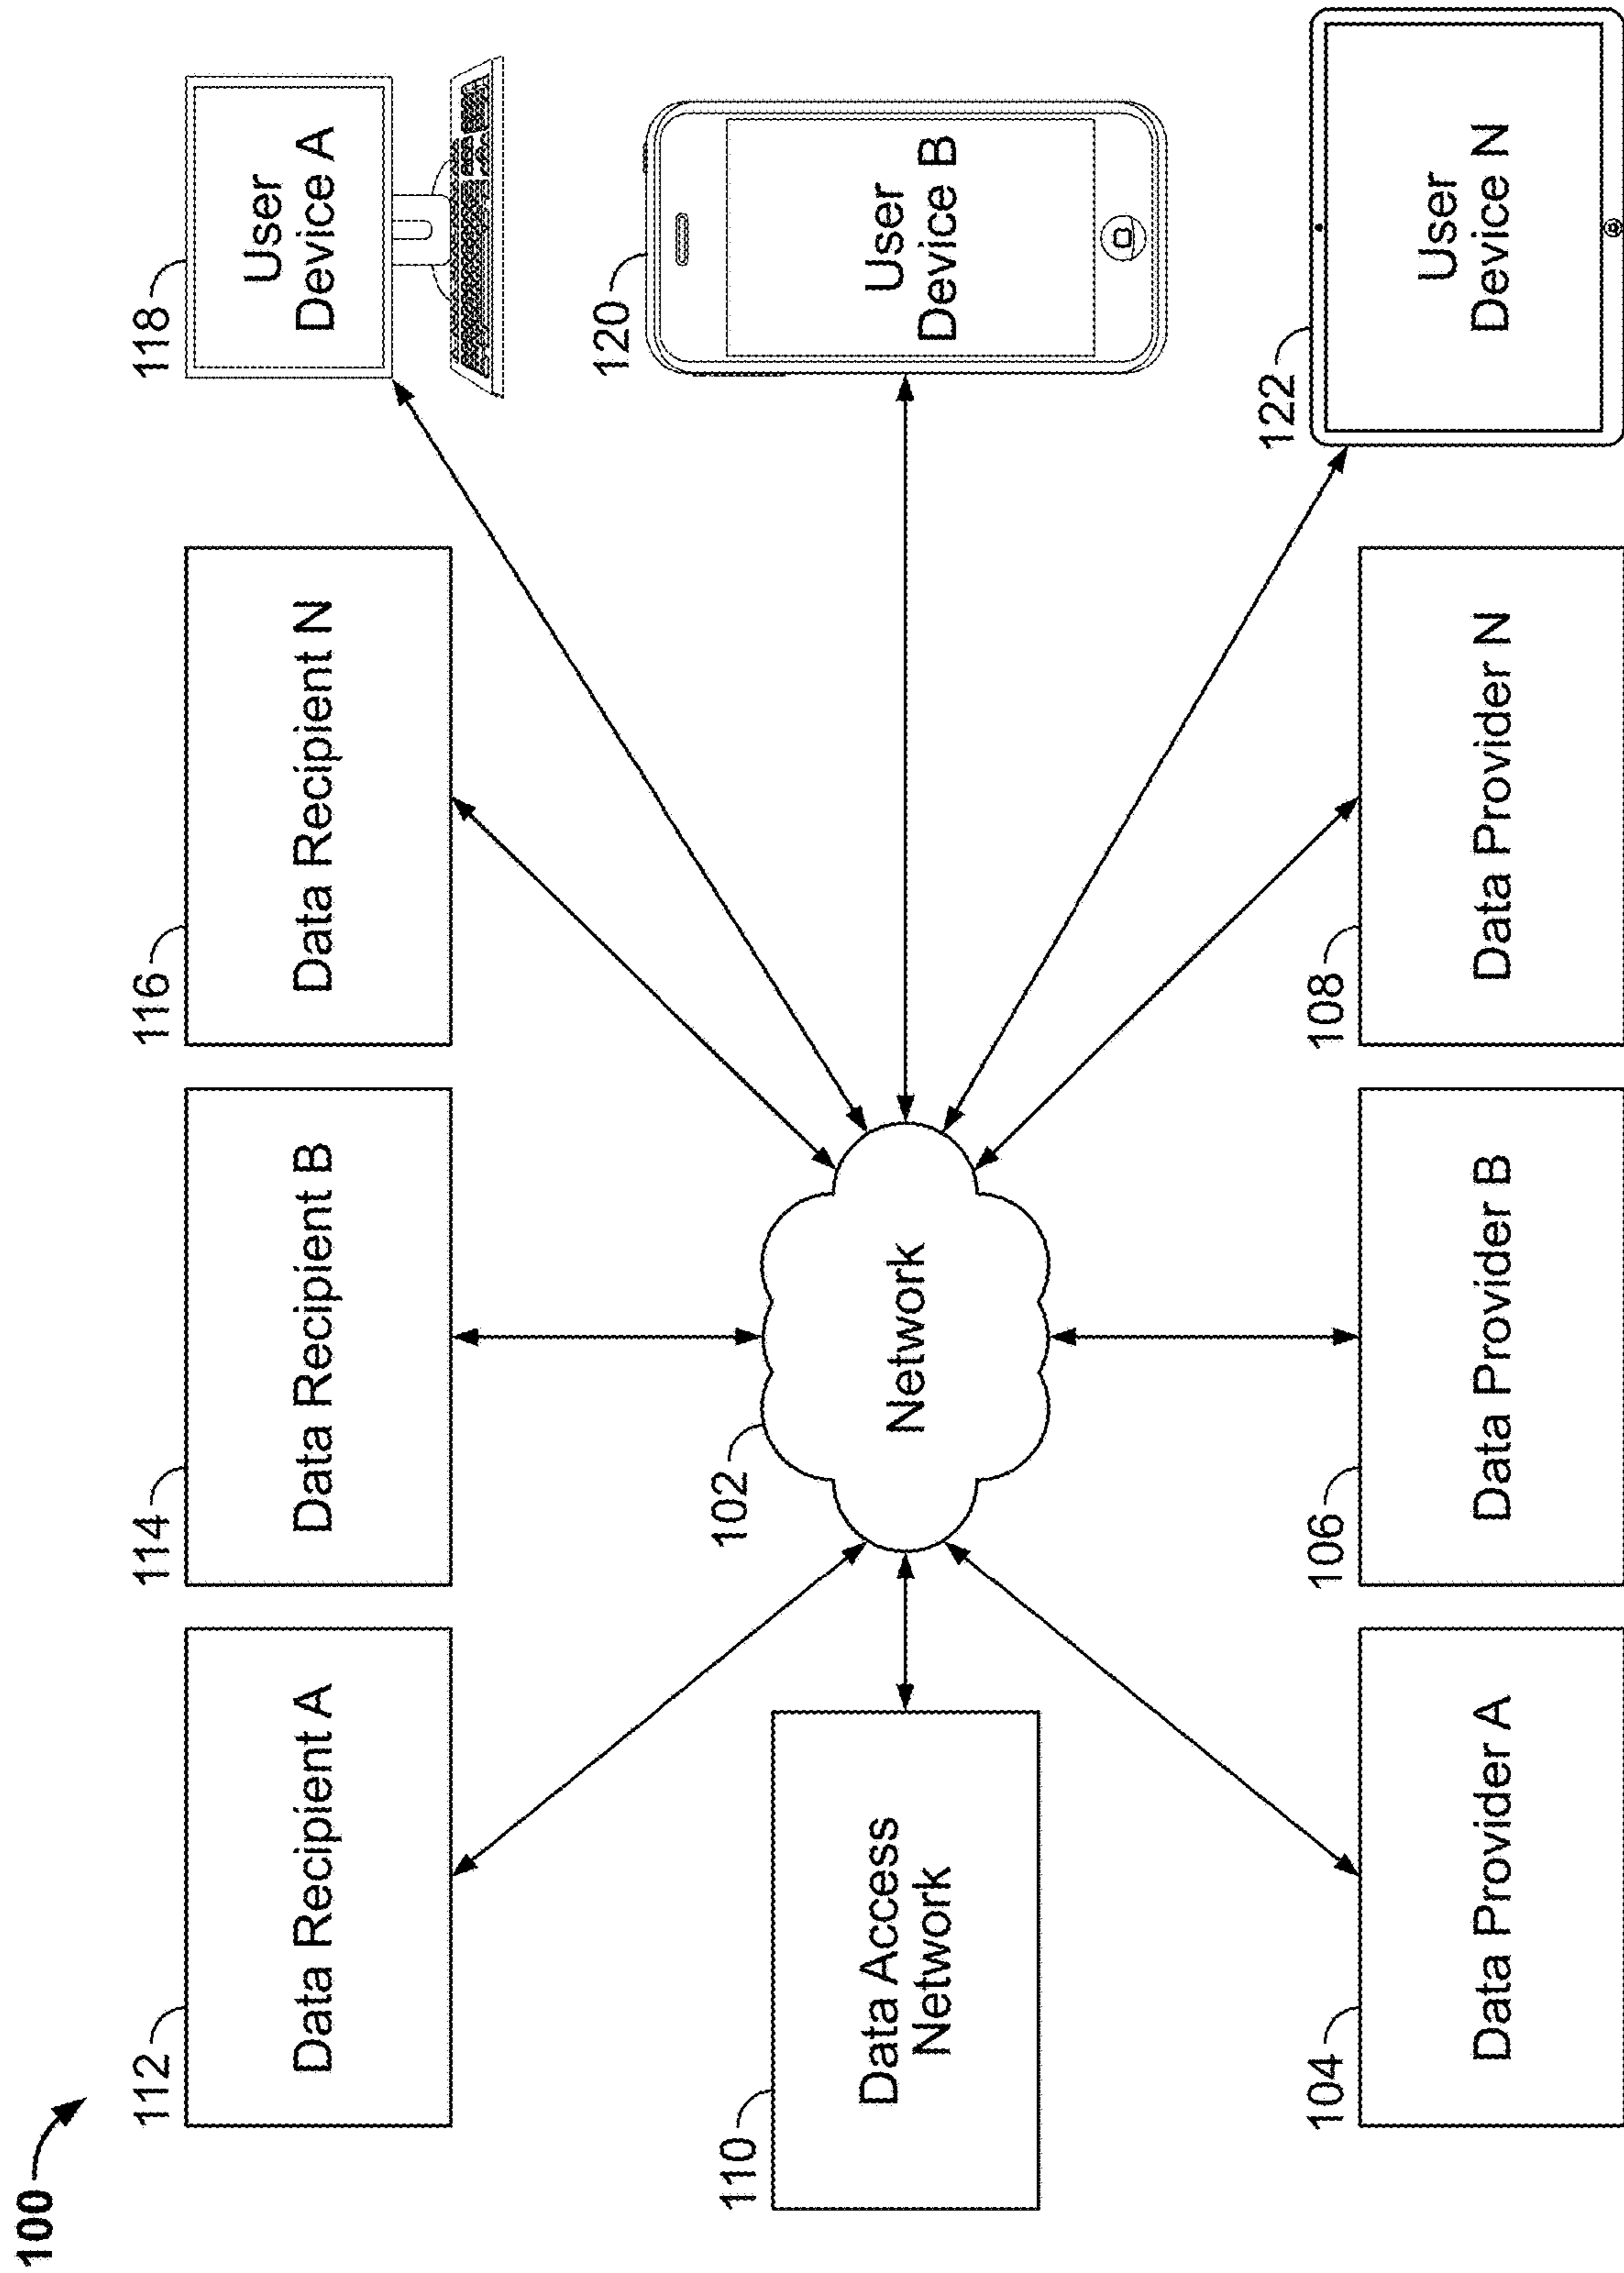 100
112
Data Recipient A
114
Data Recipient B
116
Data Recipient N
118
User
Device A
110
Data Access
Network
102
Network
120
User
Device B
104
Data Provider A
106
Data Provider B
108
Data Provider N
122
User
Device N